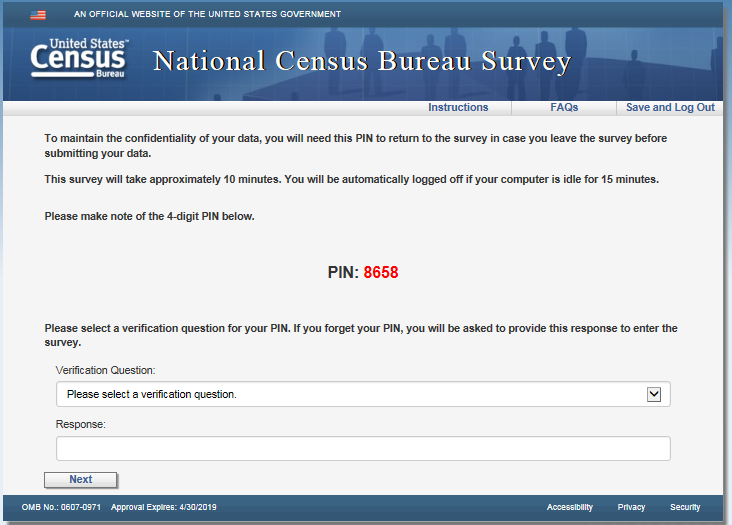 AN OFFICIAL WEBSITE OF THE UNITED STATES GOVERNMENT
United States™
Census
Bureau
National Census Bureau Survey
Instructions FAQs Save and Log Out
To maintain the confidentiality of your data, you will need this PIN to return to the survey in case you leave the survey before
submitting your data.
This survey will take approximately 10 minutes. You will be automatically logged off if your computer is idle for 15 minutes.
Please make note of the 4-digit PIN below.
PIN: 8658
Please select a verification question for your PIN. If you forget your PIN, you will be asked to provide this response to enter the
survey.
Verification Question:
Please select a verification question.
Response:
Next
OMB No.: 0607-0971 Approval Expires: 4/30/2019 Accessibility Privacy Security